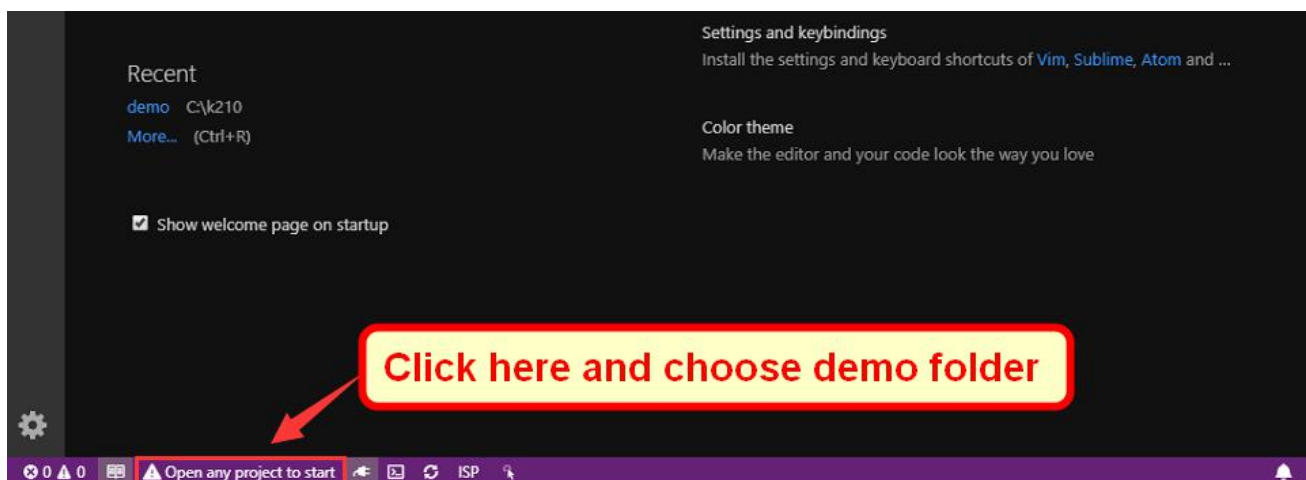 Settings and keybindings
Install the settings and keyboard shortcuts of Vim, Sublime, Atom and ...
Recent
demo C:\k210
More... (Ctrl+R)
Color theme
Make the editor and your code look the way you love
Show welcome page on startup
Click here and choose demo folder
0 0 Open any project to start ISP